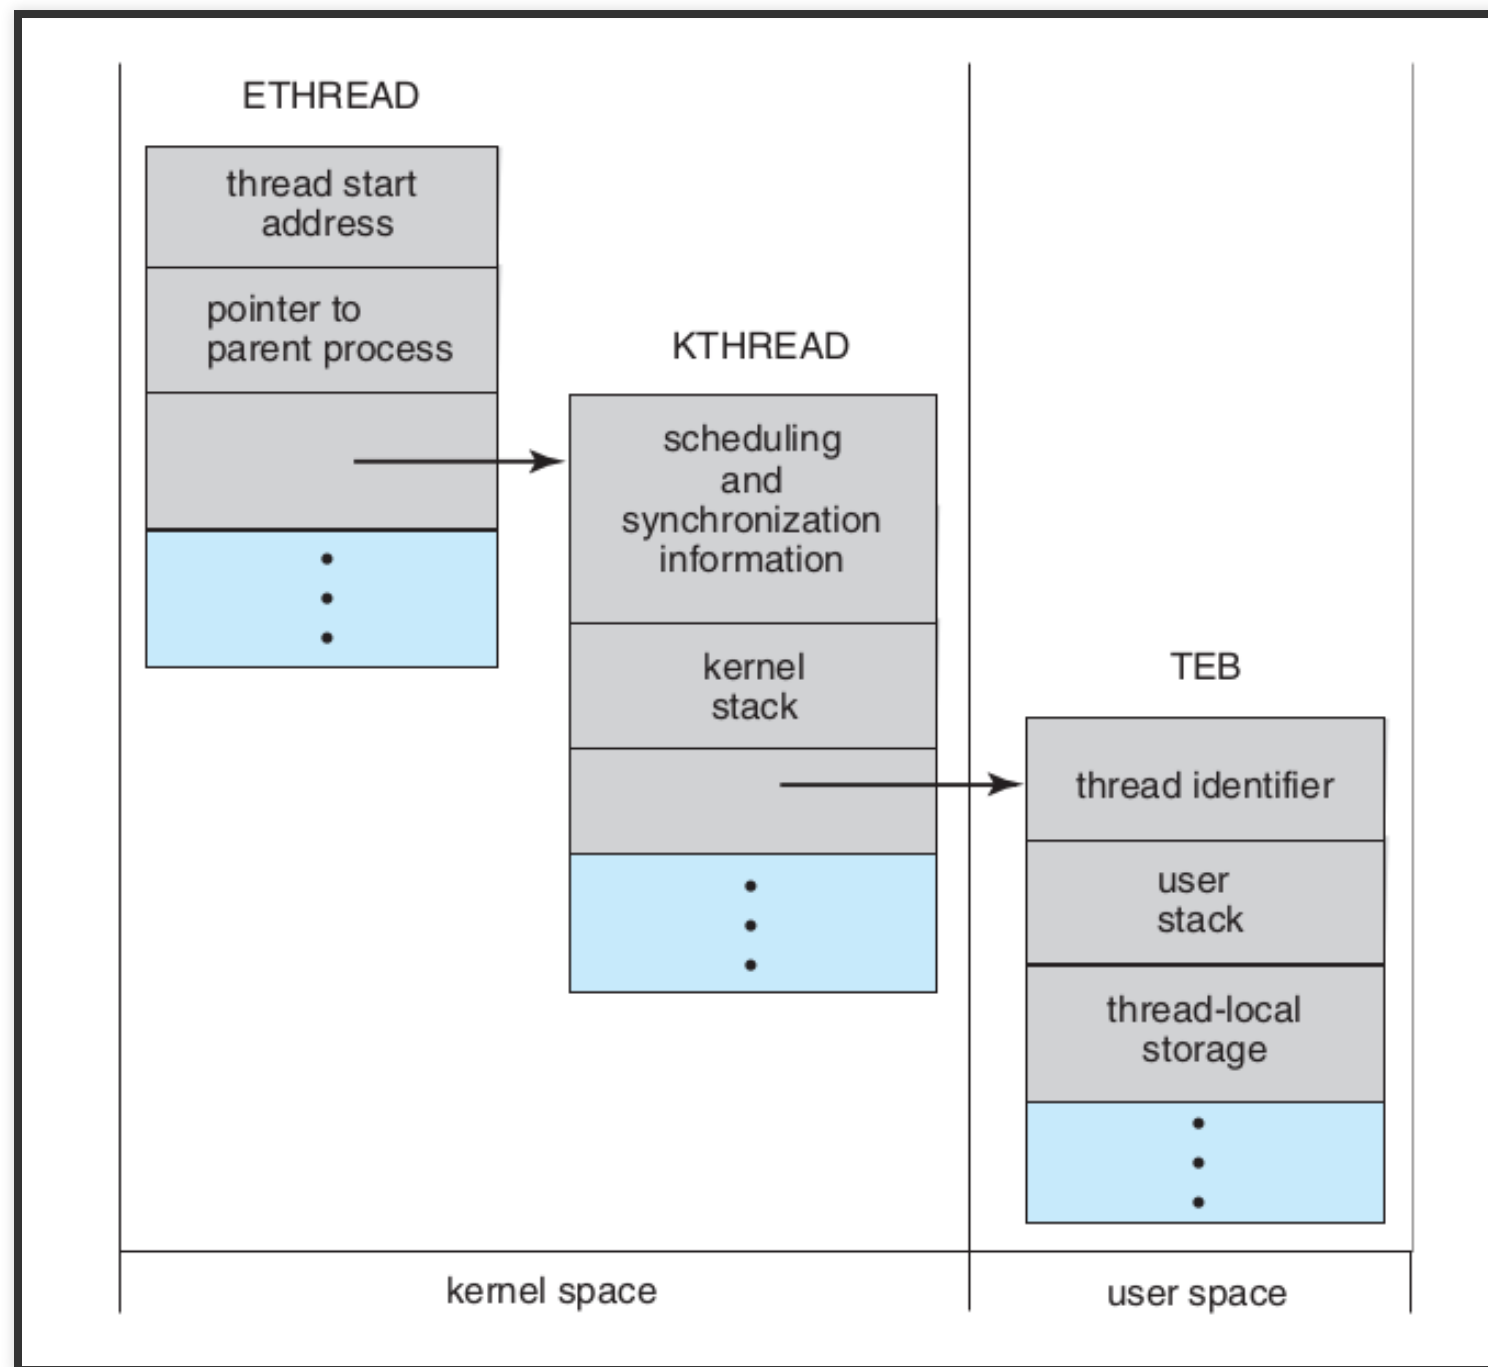 ETHREAD
thread start
address
pointer to
parent process
KTHREAD
scheduling
and
synchronization
information
kernel
stack
TEB
thread identifier
user
stack
thread-local
storage
kernel space
user space